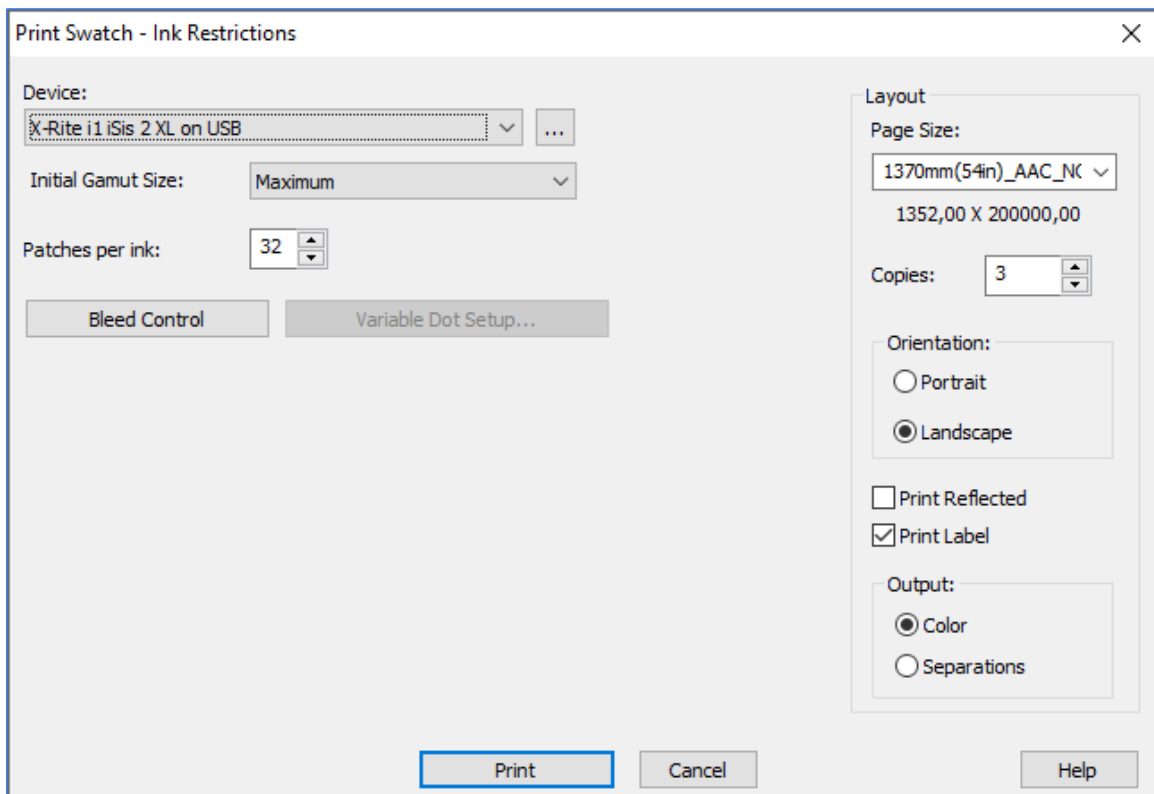 Print Swatch - Ink Restrictions
Device:
X-Rite i1 iSis 2 XL on USB
...
Initial Gamut Size:
Maximum
Patches per ink:
32
Bleed Control
Variable Dot Setup...
Layout
Page Size:
1370mm(54in)_AAC_NC
1352,00 X 200000,00
Copies:
3
Orientation:
Portrait
Landscape
Print Reflected
Print Label
Output:
Color
Separations
Print
Cancel
Help